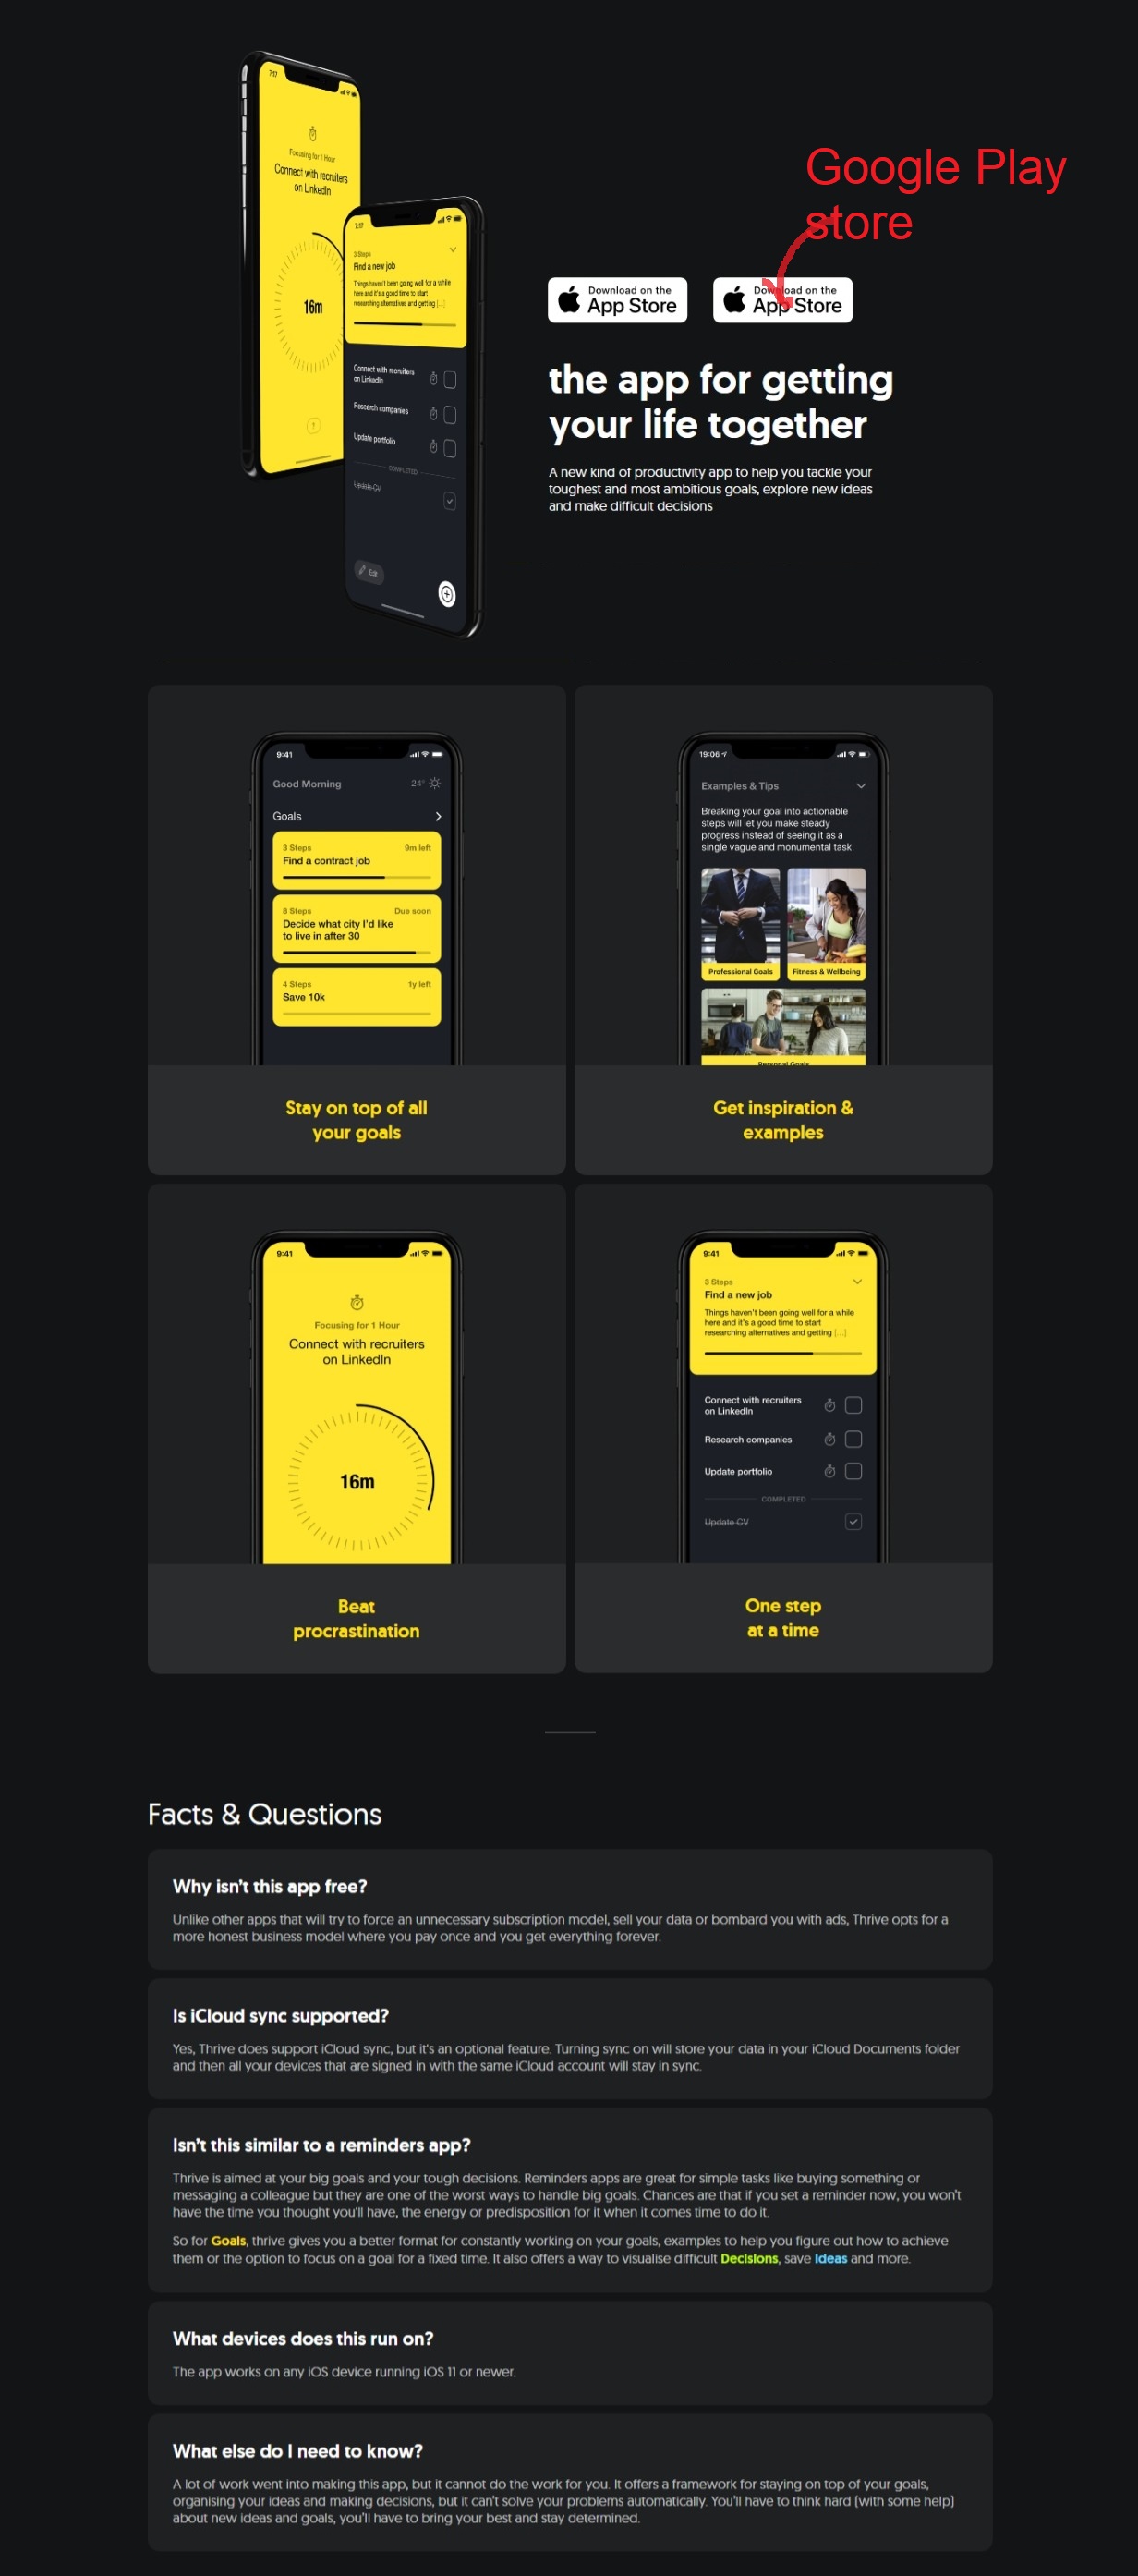 7:57
Focusing for 1 Hour
Connect with recruiters
on LinkedIn
16m
7:57
3 Steps
Find a new job
Things haven't been going well for a while
here and it's a good time to start
researching alternatives and getting [...]
Connect with recruiters
on LinkedIn
Research companies
Update portfolio
COMPLETED
Update CV
Edit
Google Play
store
Download on the
App Store
Download on the
App Store
the app for getting
your life together
A new kind of productivity app to help you tackle your
toughest and most ambitious goals, explore new ideas
and make difficult decisions
9:41
Good Morning 24°
Goals
3 Steps 9m left
Find a contract job
8 Steps Due soon
Decide what city I'd like
to live in after 30
4 Steps 1y left
Save 10k
Stay on top of all
your goals
19:06
Examples & Tips
Breaking your goal into actionable
steps will let you make steady
progress instead of seeing it as a
single vague and monumental task.
Professional Goals Fitness & Wellbeing
Personal Goals
Get inspiration &
examples
9:41
Focusing for 1 Hour
Connect with recruiters
on LinkedIn
16m
Beat
procrastination
9:41
3 Steps
Find a new job
Things haven't been going well for a while
here and it's a good time to start
researching alternatives and getting [...]
Connect with recruiters
on LinkedIn
Research companies
Update portfolio
COMPLETED
Update CV
One step
at a time
Facts & Questions
Why isn't this app free?
Unlike other apps that will try to force an unnecessary subscription model, sell your data or bombard you with ads, Thrive opts for a
more honest business model where you pay once and you get everything forever.
Is iCloud sync supported?
Yes, Thrive does support iCloud sync, but it's an optional feature. Turning sync on will store your data in your iCloud Documents folder
and then all your devices that are signed in with the same iCloud account will stay in sync.
Isn't this similar to a reminders app?
Thrive is aimed at your big goals and your tough decisions. Reminders apps are great for simple tasks like buying something or
messaging a colleague but they are one of the worst ways to handle big goals. Chances are that if you set a reminder now, you won't
have the time you thought you'll have, the energy or predisposition for it when it comes time to do it.
So for Goals, thrive gives you a better format for constantly working on your goals, examples to help you figure out how to achieve
them or the option to focus on a goal for a fixed time. It also offers a way to visualise difficult Decisions, save Ideas and more.
What devices does this run on?
The app works on any iOS device running iOS 11 or newer.
What else do I need to know?
A lot of work went into making this app, but it cannot do the work for you. It offers a framework for staying on top of your goals,
organising your ideas and making decisions, but it can't solve your problems automatically. You'll have to think hard (with some help)
about new ideas and goals, you'll have to bring your best and stay determined.